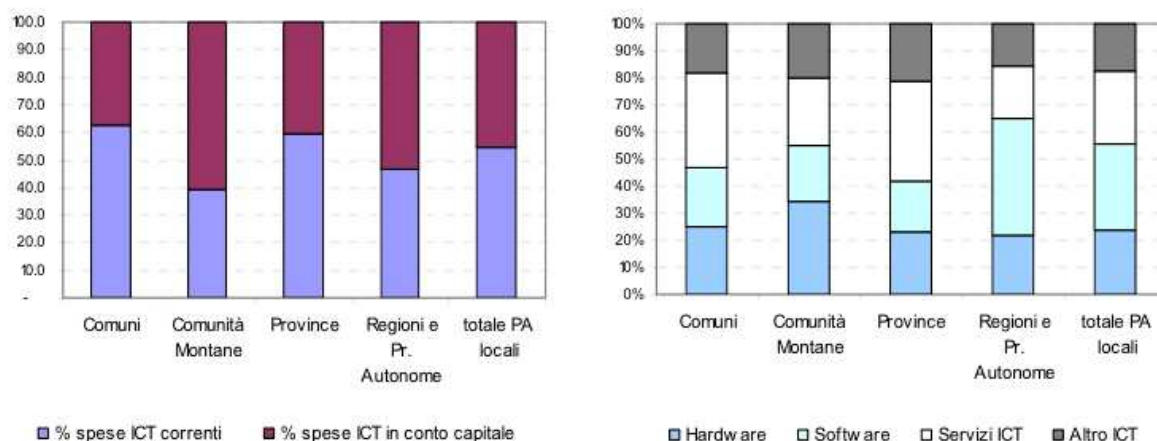 100.0
90.0
80.0
70.0
60.0
50.0
40.0
30.0
20.0
10.0
-
Comuni
Comunità
Montane
Province
Regioni e
Pr.
Autonome
totale PA
locali
% spese ICT correnti
% spese ICT in conto capitale
100%
90%
80%
70%
60%
50%
40%
30%
20%
10%
0%
Comuni
Comunità
Montane
Province
Regioni e
Pr.
Autonome
totale PA
locali
Hardware
Software
Servizi ICT
Altro ICT